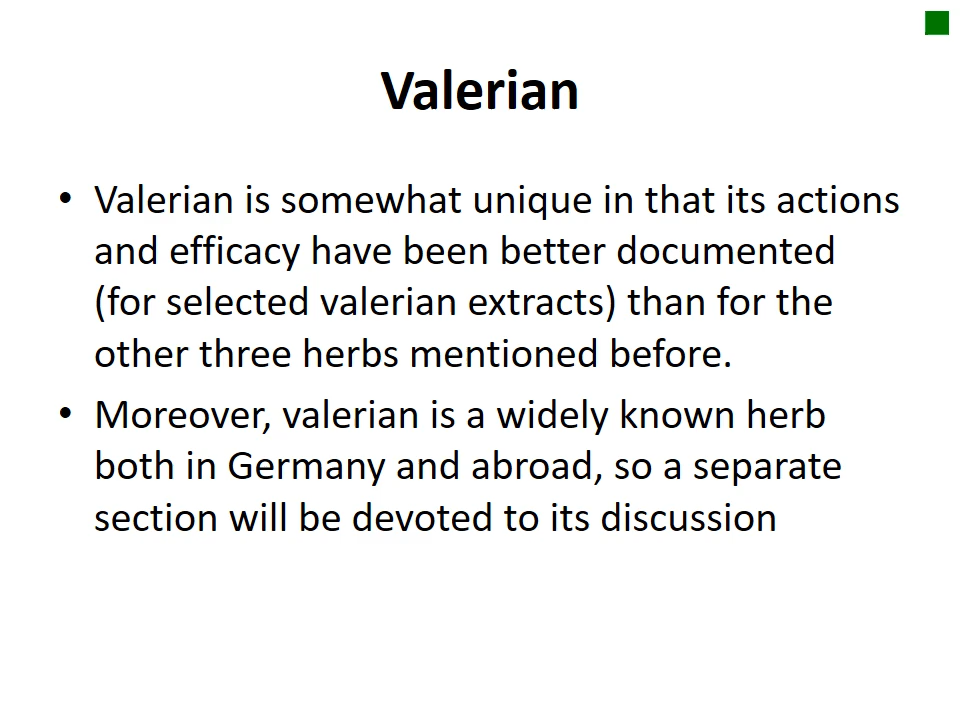 Valerian
• Valerian is somewhat unique in that its actions
and efficacy have been better documented
(for selected valerian extracts) than for the
other three herbs mentioned before.
• Moreover, valerian is a widely known herb
both in Germany and abroad, so a separate
section will be devoted to its discussion